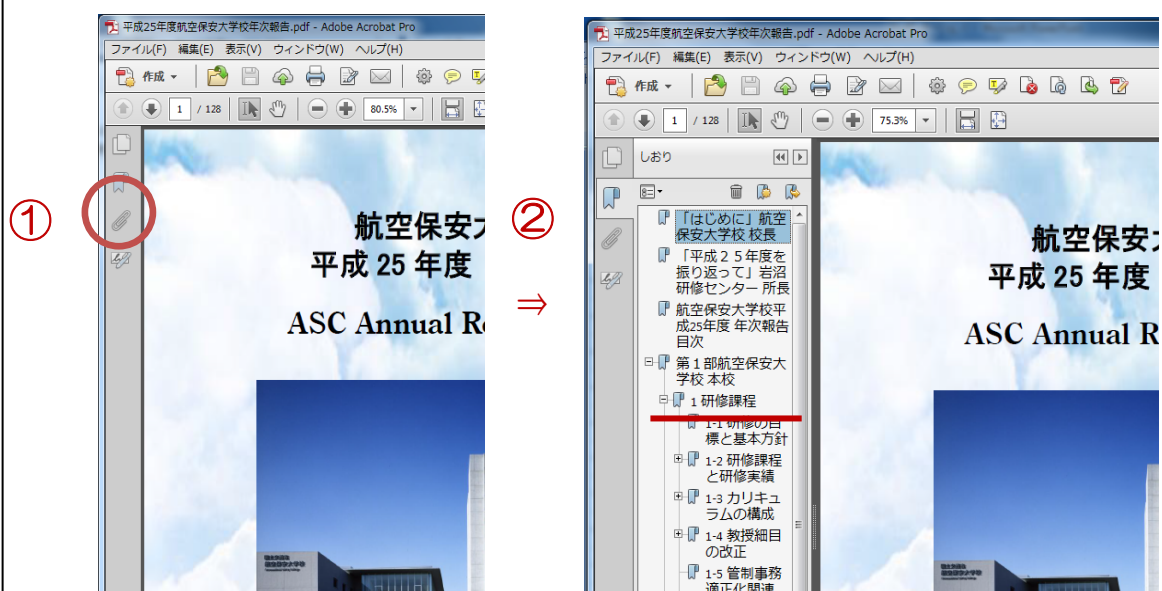 ①
平成25年度航空保安大学校年次報告.pdf - Adobe Acrobat Pro
ファイル(F) 編集(E) 表示(V) ウィンドウ(W) ヘルプ(H)
作成
1 / 128 80.5%
航空保安大
平成 25 年度
ASC Annual Re
②
⇒
平成25年度航空保安大学校年次報告.pdf - Adobe Acrobat Pro
ファイル(F) 編集(E) 表示(V) ウィンドウ(W) ヘルプ(H)
作成
1 / 128 75.3%
しおり
「はじめに」航空
保安大学校 校長
「平成２５年度を
振り返って」岩沼
研修センター 所長
航空保安大学校平
成25年度 年次報告
目次
第１部航空保安大
学校 本校
1 研修課程
1-1 研修の目
標と基本方針
1-2 研修課程
と研修実績
1-3 カリキュ
ラムの構成
1-4 教授細目
の改正
1-5 管制事務
適正化関連
航空保安
平成 25 年度
ASC Annual R